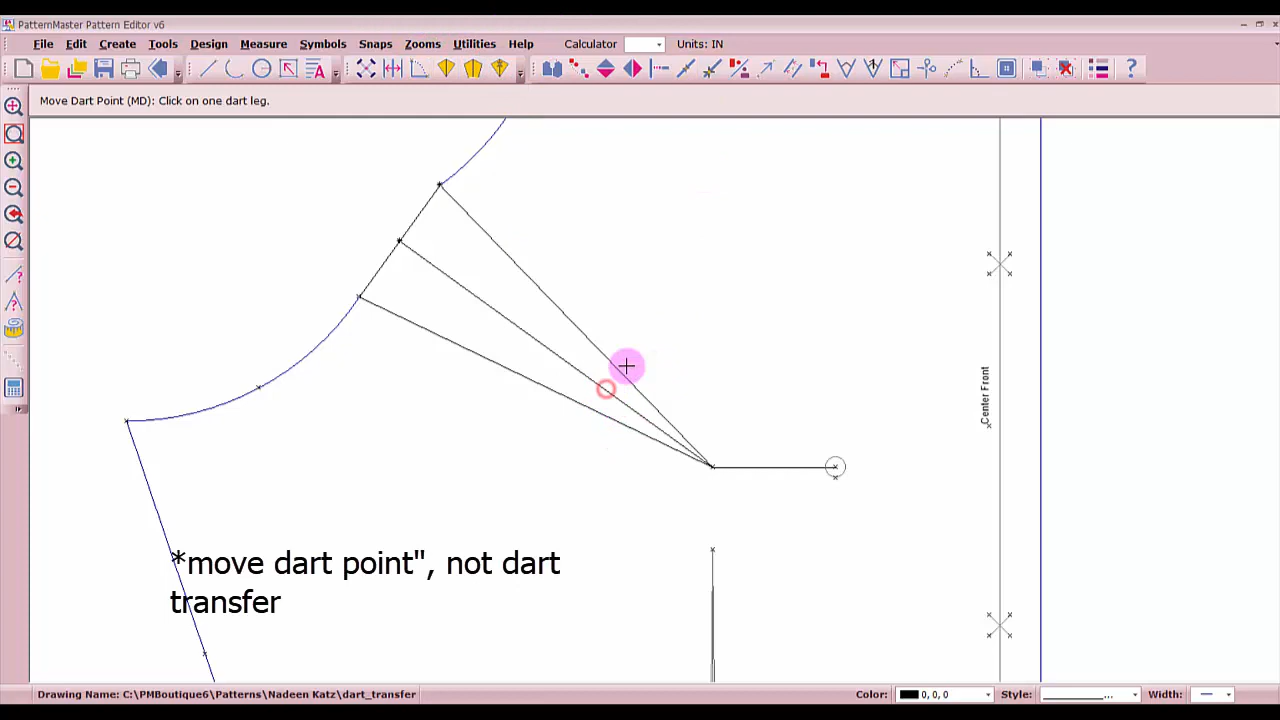 PatternMaster Pattern Editor v6
File Edit Create Tools Design Measure Symbols Snaps Zooms Utilities Help Calculator Units: IN
Move Dart Point (MD): Click on one dart leg.
Center Front
*move dart point", not dart
transfer
Drawing Name: C:\PMBoutique6\Patterns\Nadeen Katz\dart_transfer Color: 0, 0, 0 Style: ... Width: